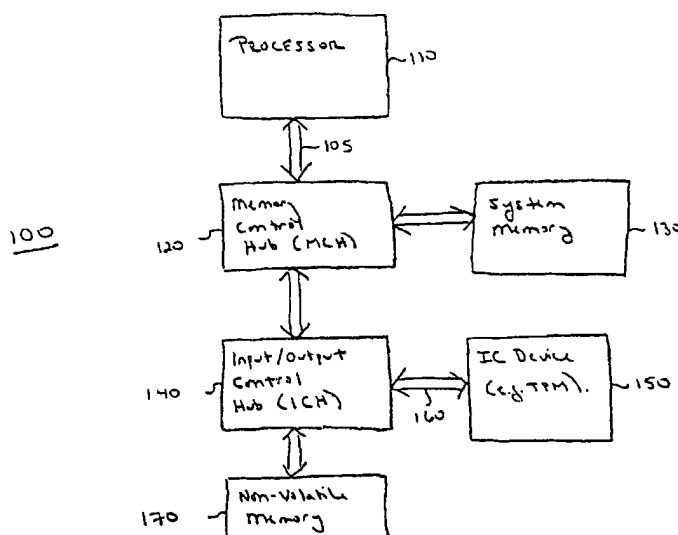 PROCESSOR
110
105
100
Memory
Control
Hub (MCH)
120
System
Memory
130
Input/Output
Control
Hub (ICH)
140
IC Device
(e.g. TPM).
150
160
Non-Volatile
Memory
170